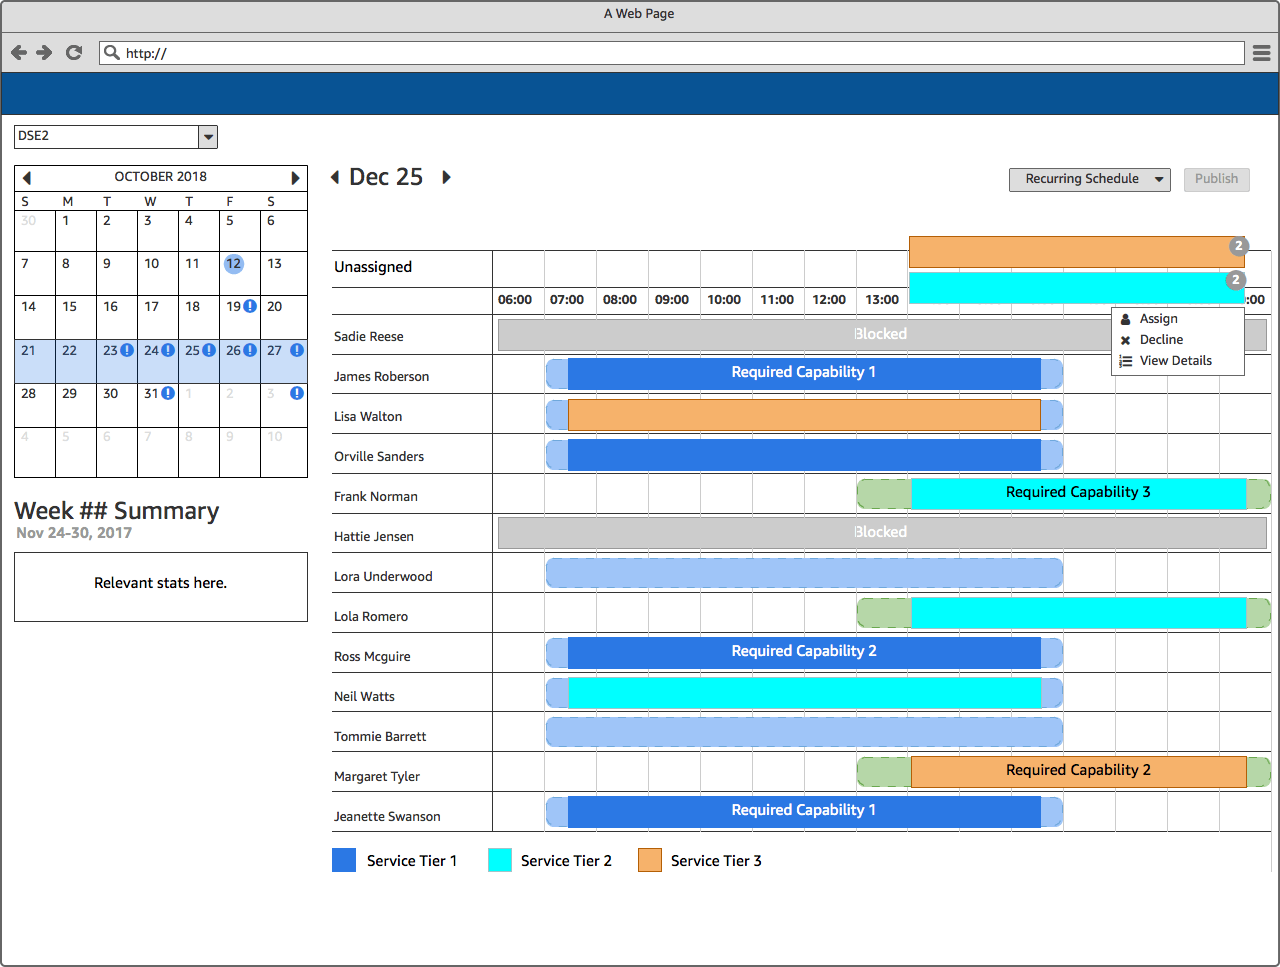 A Web Page
http://
DSE2
OCTOBER 2018
S M T W T F S
30 1 2 3 4 5 6
7 8 9 10 11 12 13
14 15 16 17 18 19 20
21 22 23 24 25 26 27
28 29 30 31 1 2 3
4 5 6 7 8 9 10
Week ## Summary
Nov 24-30, 2017
Relevant stats here.
Dec 25
Recurring Schedule
Publish
Unassigned
2
2
06:00 07:00 08:00 09:00 10:00 11:00 12:00 13:00 :00
Assign
Decline
View Details
Sadie Reese Blocked
James Roberson Required Capability 1
Lisa Walton
Orville Sanders
Frank Norman Required Capability 3
Hattie Jensen Blocked
Lora Underwood
Lola Romero
Ross Mcguire Required Capability 2
Neil Watts
Tommie Barrett
Margaret Tyler Required Capability 2
Jeanette Swanson Required Capability 1
Service Tier 1 Service Tier 2 Service Tier 3